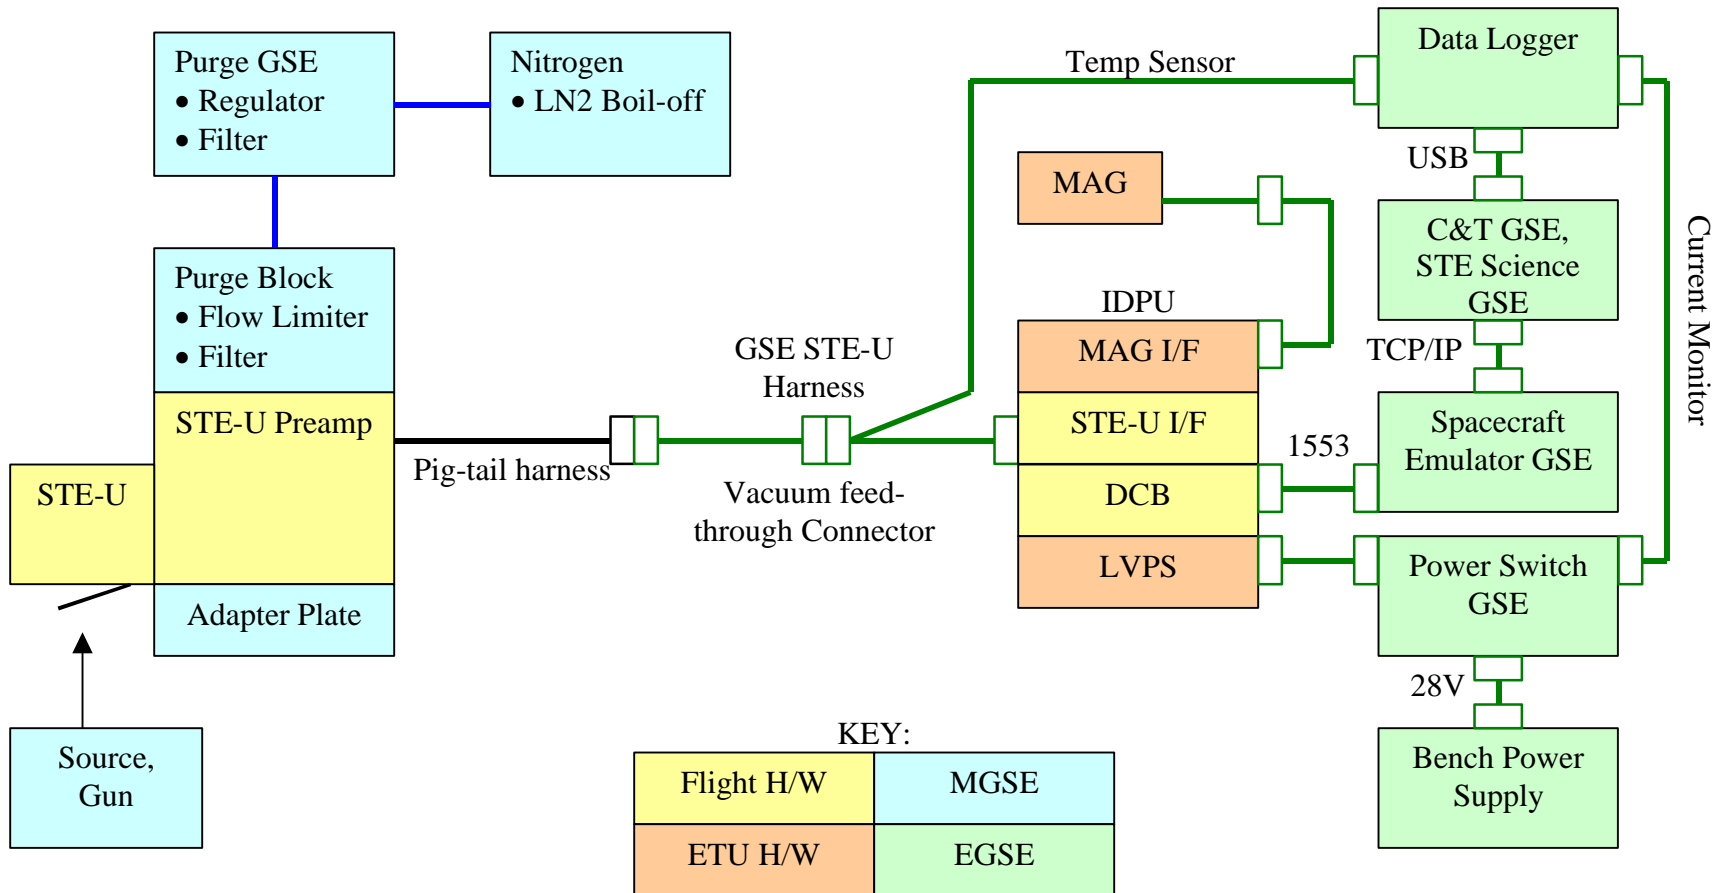 Purge GSE
• Regulator
• Filter
Nitrogen
• LN2 Boil-off
Temp Sensor
Data Logger
USB
MAG
C&T GSE,
STE Science
GSE
Current Monitor
Purge Block
• Flow Limiter
• Filter
IDPU
MAG I/F
TCP/IP
GSE STE-U
Harness
STE-U Preamp
STE-U I/F
Spacecraft
Emulator GSE
1553
Pig-tail harness
STE-U
Vacuum feed-
through Connector
DCB
LVPS
Power Switch
GSE
Adapter Plate
28V
Source,
Gun
Bench Power
Supply
KEY:
Flight H/W
MGSE
ETU H/W
EGSE